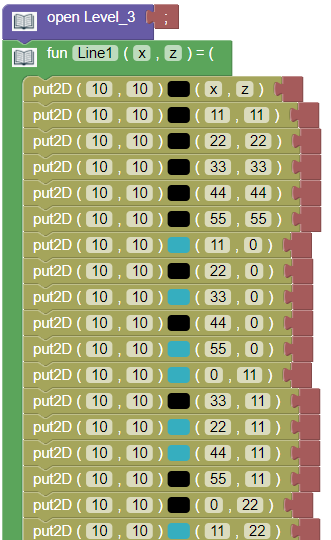 open Level_3 ;
fun Line1 ( x , z ) = (
put2D ( 10 , 10 ) ( x , z )
put2D ( 10 , 10 ) ( 11 , 11 )
put2D ( 10 , 10 ) ( 22 , 22 )
put2D ( 10 , 10 ) ( 33 , 33 )
put2D ( 10 , 10 ) ( 44 , 44 )
put2D ( 10 , 10 ) ( 55 , 55 )
put2D ( 10 , 10 ) ( 11 , 0 )
put2D ( 10 , 10 ) ( 22 , 0 )
put2D ( 10 , 10 ) ( 33 , 0 )
put2D ( 10 , 10 ) ( 44 , 0 )
put2D ( 10 , 10 ) ( 55 , 0 )
put2D ( 10 , 10 ) ( 0 , 11 )
put2D ( 10 , 10 ) ( 33 , 11 )
put2D ( 10 , 10 ) ( 22 , 11 )
put2D ( 10 , 10 ) ( 44 , 11 )
put2D ( 10 , 10 ) ( 55 , 11 )
put2D ( 10 , 10 ) ( 0 , 22 )
put2D ( 10 , 10 ) ( 11 , 22 )